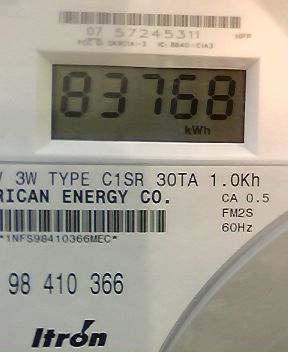 07 57245311
83768
kWh
3W TYPE C1SR 30TA 1.0Kh
RICAN ENERGY CO.
CA 0.5
FM2S
60Hz
*1NFS98410366MEC*
98 410 366
Itrón